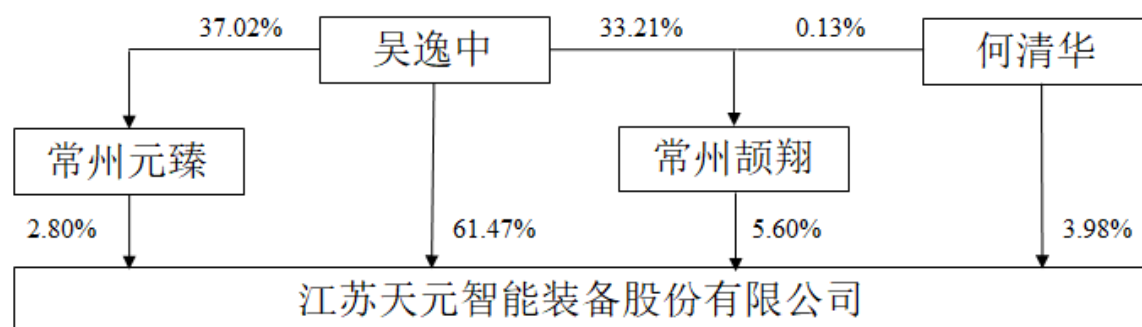 37.02%
吴逸中
33.21%
0.13%
何清华
常州元臻
常州颉翔
2.80%
61.47%
5.60%
3.98%
江苏天元智能装备股份有限公司